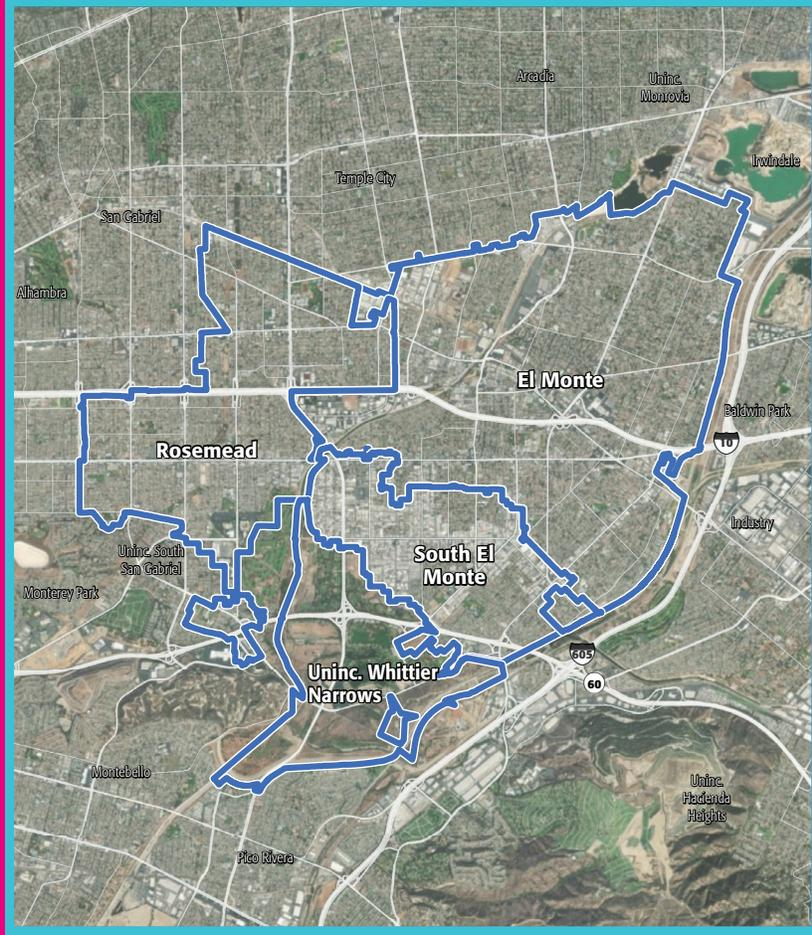 Arcadia
Uninc.
Monrovia
Irwindale
Temple City
San Gabriel
Alhambra
El Monte
Baldwin Park
10
Rosemead
Industry
Uninc. South
San Gabriel
South El
Monte
Monterey Park
605
60
Uninc. Whittier
Narrows
Montebello
Uninc.
Hacienda
Heights
Pico Rivera